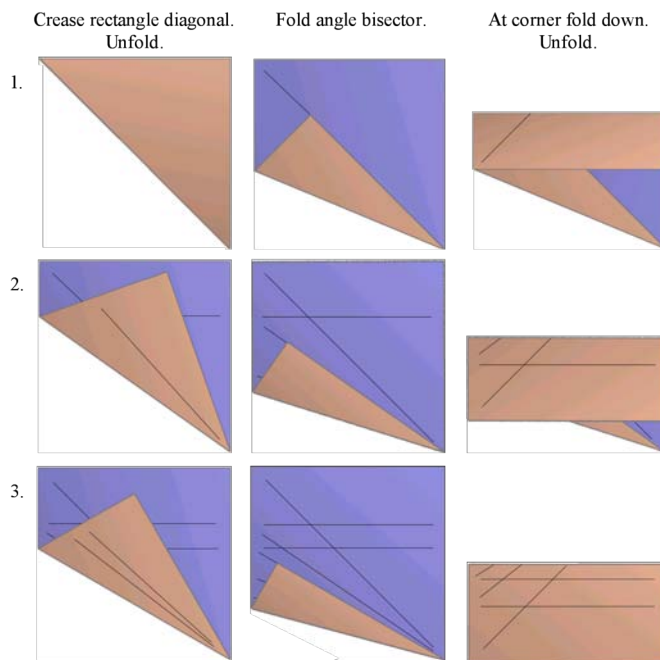 Crease rectangle diagonal.
Unfold.
Fold angle bisector.
At corner fold down.
Unfold.
1.
2.
3.